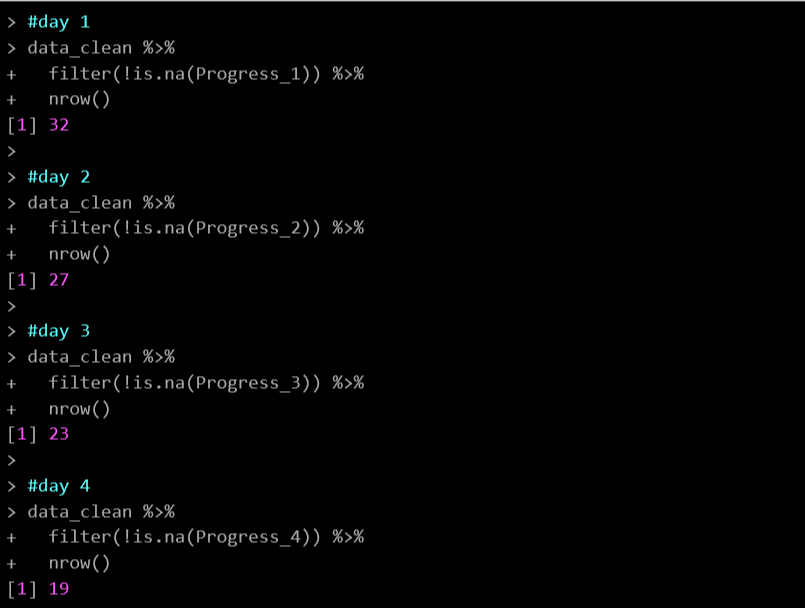 > #day 1
> data_clean %>%
+   filter(!is.na(Progress_1)) %>%
+   nrow()
[1] 32
>
> #day 2
> data_clean %>%
+   filter(!is.na(Progress_2)) %>%
+   nrow()
[1] 27
>
> #day 3
> data_clean %>%
+   filter(!is.na(Progress_3)) %>%
+   nrow()
[1] 23
>
> #day 4
> data_clean %>%
+   filter(!is.na(Progress_4)) %>%
+   nrow()
[1] 19